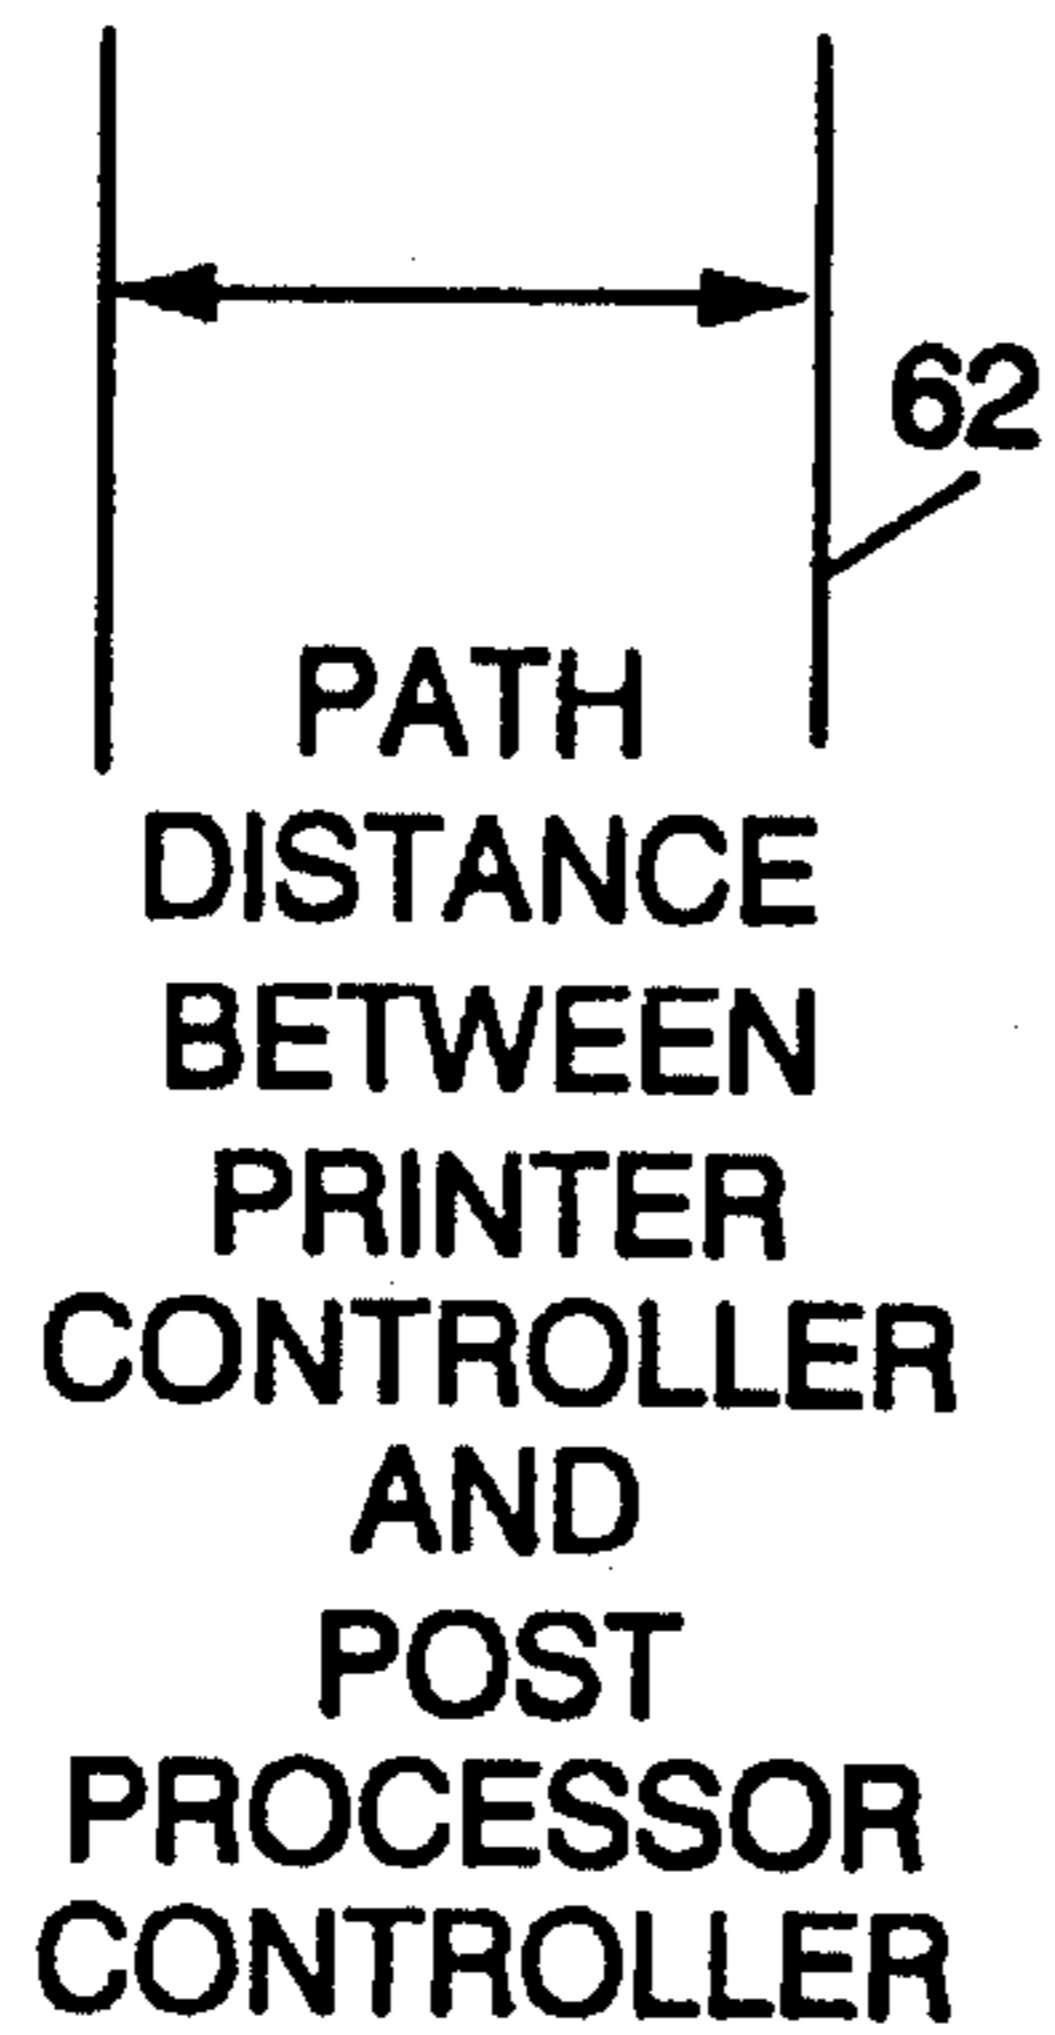 62
PATH
DISTANCE
BETWEEN
PRINTER
CONTROLLER
AND
POST
PROCESSOR
CONTROLLER